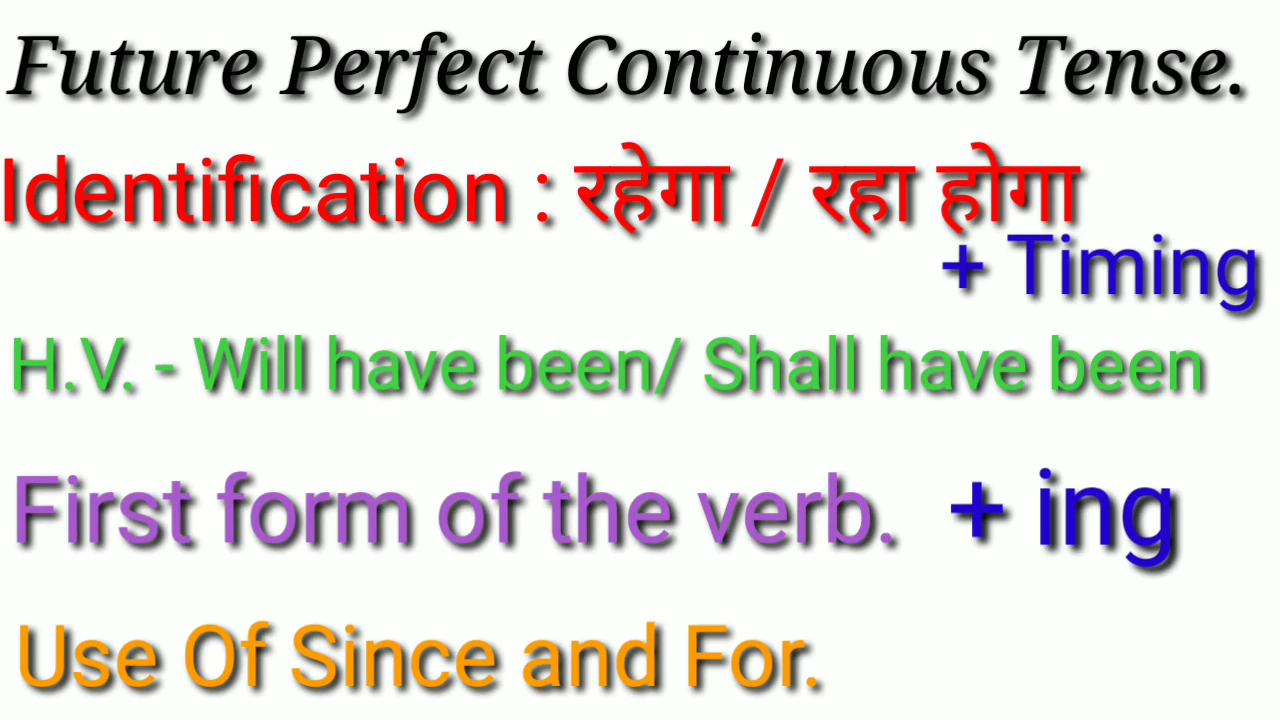 Future Perfect Continuous Tense.
Identification : रहेगा / रहा होगा
+ Timing
H.V. - Will have been/ Shall have been
First form of the verb. + ing
Use Of Since and For.